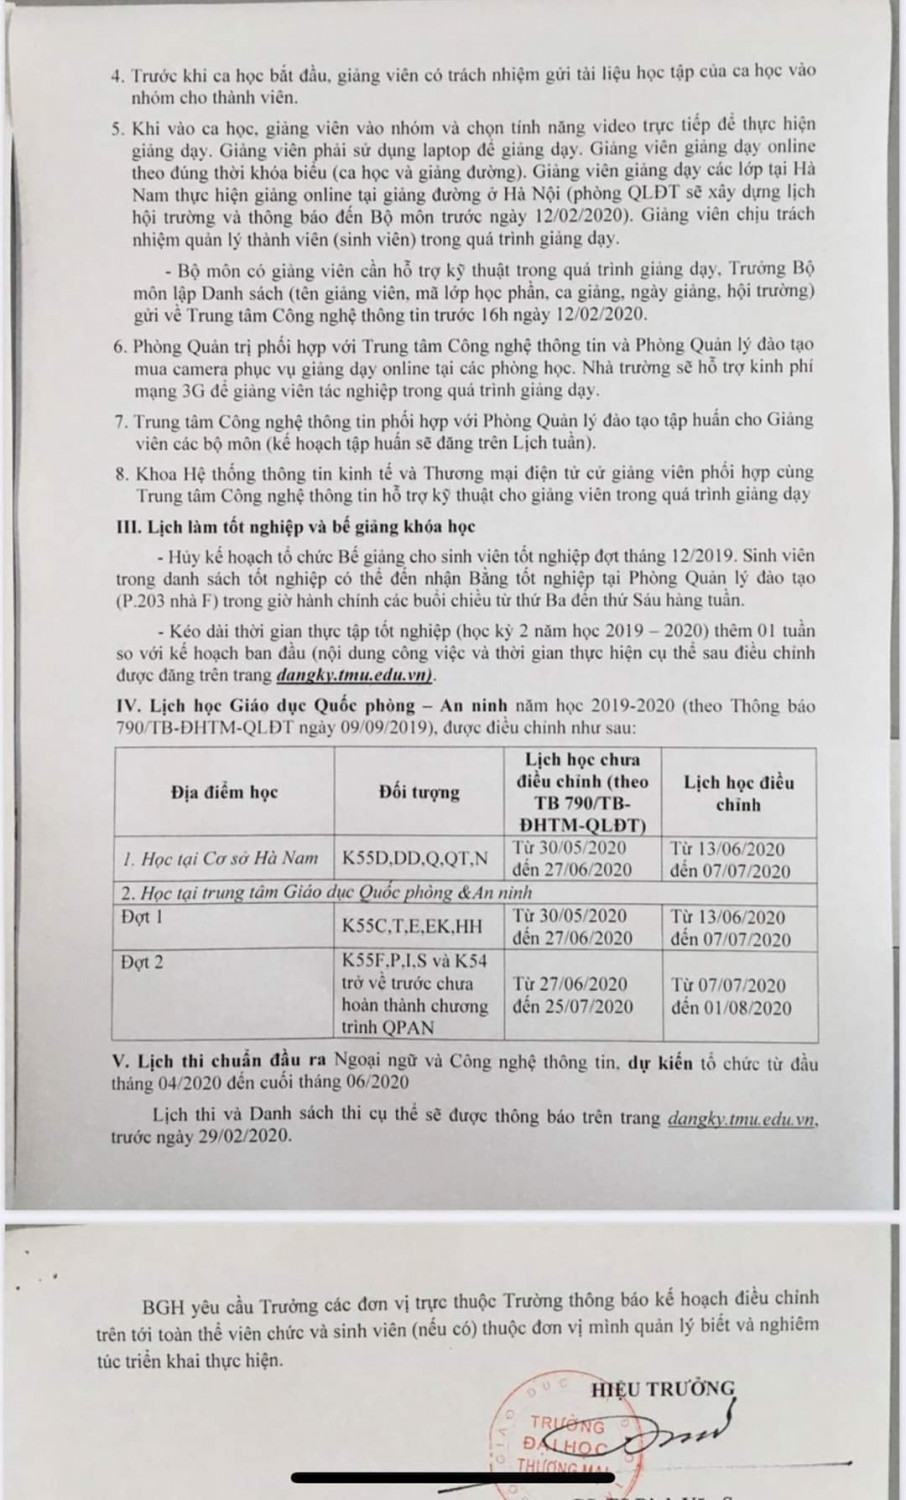 4. Trước khi ca học bắt đầu, giảng viên có trách nhiệm gửi tài liệu học tập của ca học vào
nhóm cho thành viên.
5. Khi vào ca học, giảng viên vào nhóm và chọn tính năng video trực tiếp để thực hiện
giảng dạy. Giảng viên phải sử dụng laptop để giảng dạy. Giảng viên giảng dạy online
theo đúng thời khóa biểu (ca học và giảng đường). Giảng viên giảng dạy các lớp tại Hà
Nam thực hiện giảng online tại giảng đường ở Hà Nội (phòng QLĐT sẽ xây dựng lịch
hội trường và thông báo đến Bộ môn trước ngày 12/02/2020). Giảng viên chịu trách
nhiệm quản lý thành viên (sinh viên) trong quá trình giảng dạy.
- Bộ môn có giảng viên cần hỗ trợ kỹ thuật trong quá trình giảng dạy, Trưởng Bộ
môn lập Danh sách (tên giảng viên, mã lớp học phần, ca giảng, ngày giảng, hội trường)
gửi về Trung tâm Công nghệ thông tin trước 16h ngày 12/02/2020.
6. Phòng Quản trị phối hợp với Trung tâm Công nghệ thông tin và Phòng Quản lý đào tạo
mua camera phục vụ giảng dạy online tại các phòng học. Nhà trường sẽ hỗ trợ kinh phí
mạng 3G để giảng viên tác nghiệp trong quá trình giảng dạy.
7. Trung tâm Công nghệ thông tin phối hợp với Phòng Quản lý đào tạo tập huấn cho Giảng
viên các bộ môn (kế hoạch tập huấn sẽ đăng trên Lịch tuần).
8. Khoa Hệ thống thông tin kinh tế và Thương mại điện tử cử giảng viên phối hợp cùng
Trung tâm Công nghệ thông tin hỗ trợ kỹ thuật cho giảng viên trong quá trình giảng dạy
III. Lịch làm tốt nghiệp và bế giảng khóa học
- Hủy kế hoạch tổ chức Bế giảng cho sinh viên tốt nghiệp đợt tháng 12/2019. Sinh viên
trong danh sách tốt nghiệp có thể đến nhận Bằng tốt nghiệp tại Phòng Quản lý đào tạo
(P.203 nhà F) trong giờ hành chính các buổi chiều từ thứ Ba đến thứ Sáu hàng tuần.
- Kéo dài thời gian thực tập tốt nghiệp (học kỳ 2 năm học 2019 – 2020) thêm 01 tuần
so với kế hoạch ban đầu (nội dung công việc và thời gian thực hiện cụ thể sau điều chỉnh
được đăng trên trang dangky.tmu.edu.vn).
IV. Lịch học Giáo dục Quốc phòng – An ninh năm học 2019-2020 (theo Thông báo
790/TB-ĐHTM-QLĐT ngày 09/09/2019), được điều chỉnh như sau:
Địa điểm học
Đối tượng
Lịch học chưa
điều chỉnh (theo
TB 790/TB-
ĐHTM-QLĐT)
Lịch học điều
chỉnh
1. Học tại Cơ sở Hà Nam
K55D,DD,Q,QT,N
Từ 30/05/2020
đến 27/06/2020
Từ 13/06/2020
đến 07/07/2020
2. Học tại trung tâm Giáo dục Quốc phòng &An ninh
Đợt 1
K55C,T,E,EK,HH
Từ 30/05/2020
đến 27/06/2020
Từ 13/06/2020
đến 07/07/2020
Đợt 2
K55F,P,I,S và K54
trở về trước chưa
hoàn thành chương
trình QPAN
Từ 27/06/2020
đến 25/07/2020
Từ 07/07/2020
đến 01/08/2020
V. Lịch thi chuẩn đầu ra Ngoại ngữ và Công nghệ thông tin, dự kiến tổ chức từ đầu
tháng 04/2020 đến cuối tháng 06/2020
Lịch thi và Danh sách thi cụ thể sẽ được thông báo trên trang dangky.tmu.edu.vn,
trước ngày 29/02/2020.
BGH yêu cầu Trưởng các đơn vị trực thuộc Trường thông báo kế hoạch điều chỉnh
trên tới toàn thể viên chức và sinh viên (nếu có) thuộc đơn vị mình quản lý biết và nghiêm
túc triển khai thực hiện.
HIỆU TRƯỞNG
TRƯỜNG
ĐẠI HỌC
THƯƠNG MẠI